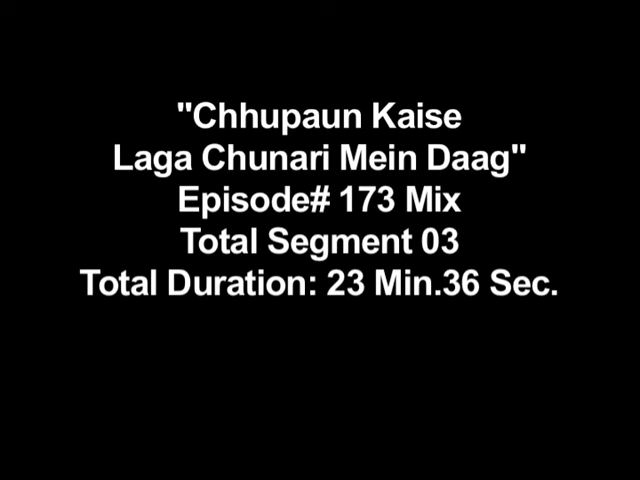 "Chhupaun Kaise
Laga Chunari Mein Daag"
Episode# 173 Mix
Total Segment 03
Total Duration: 23 Min.36 Sec.